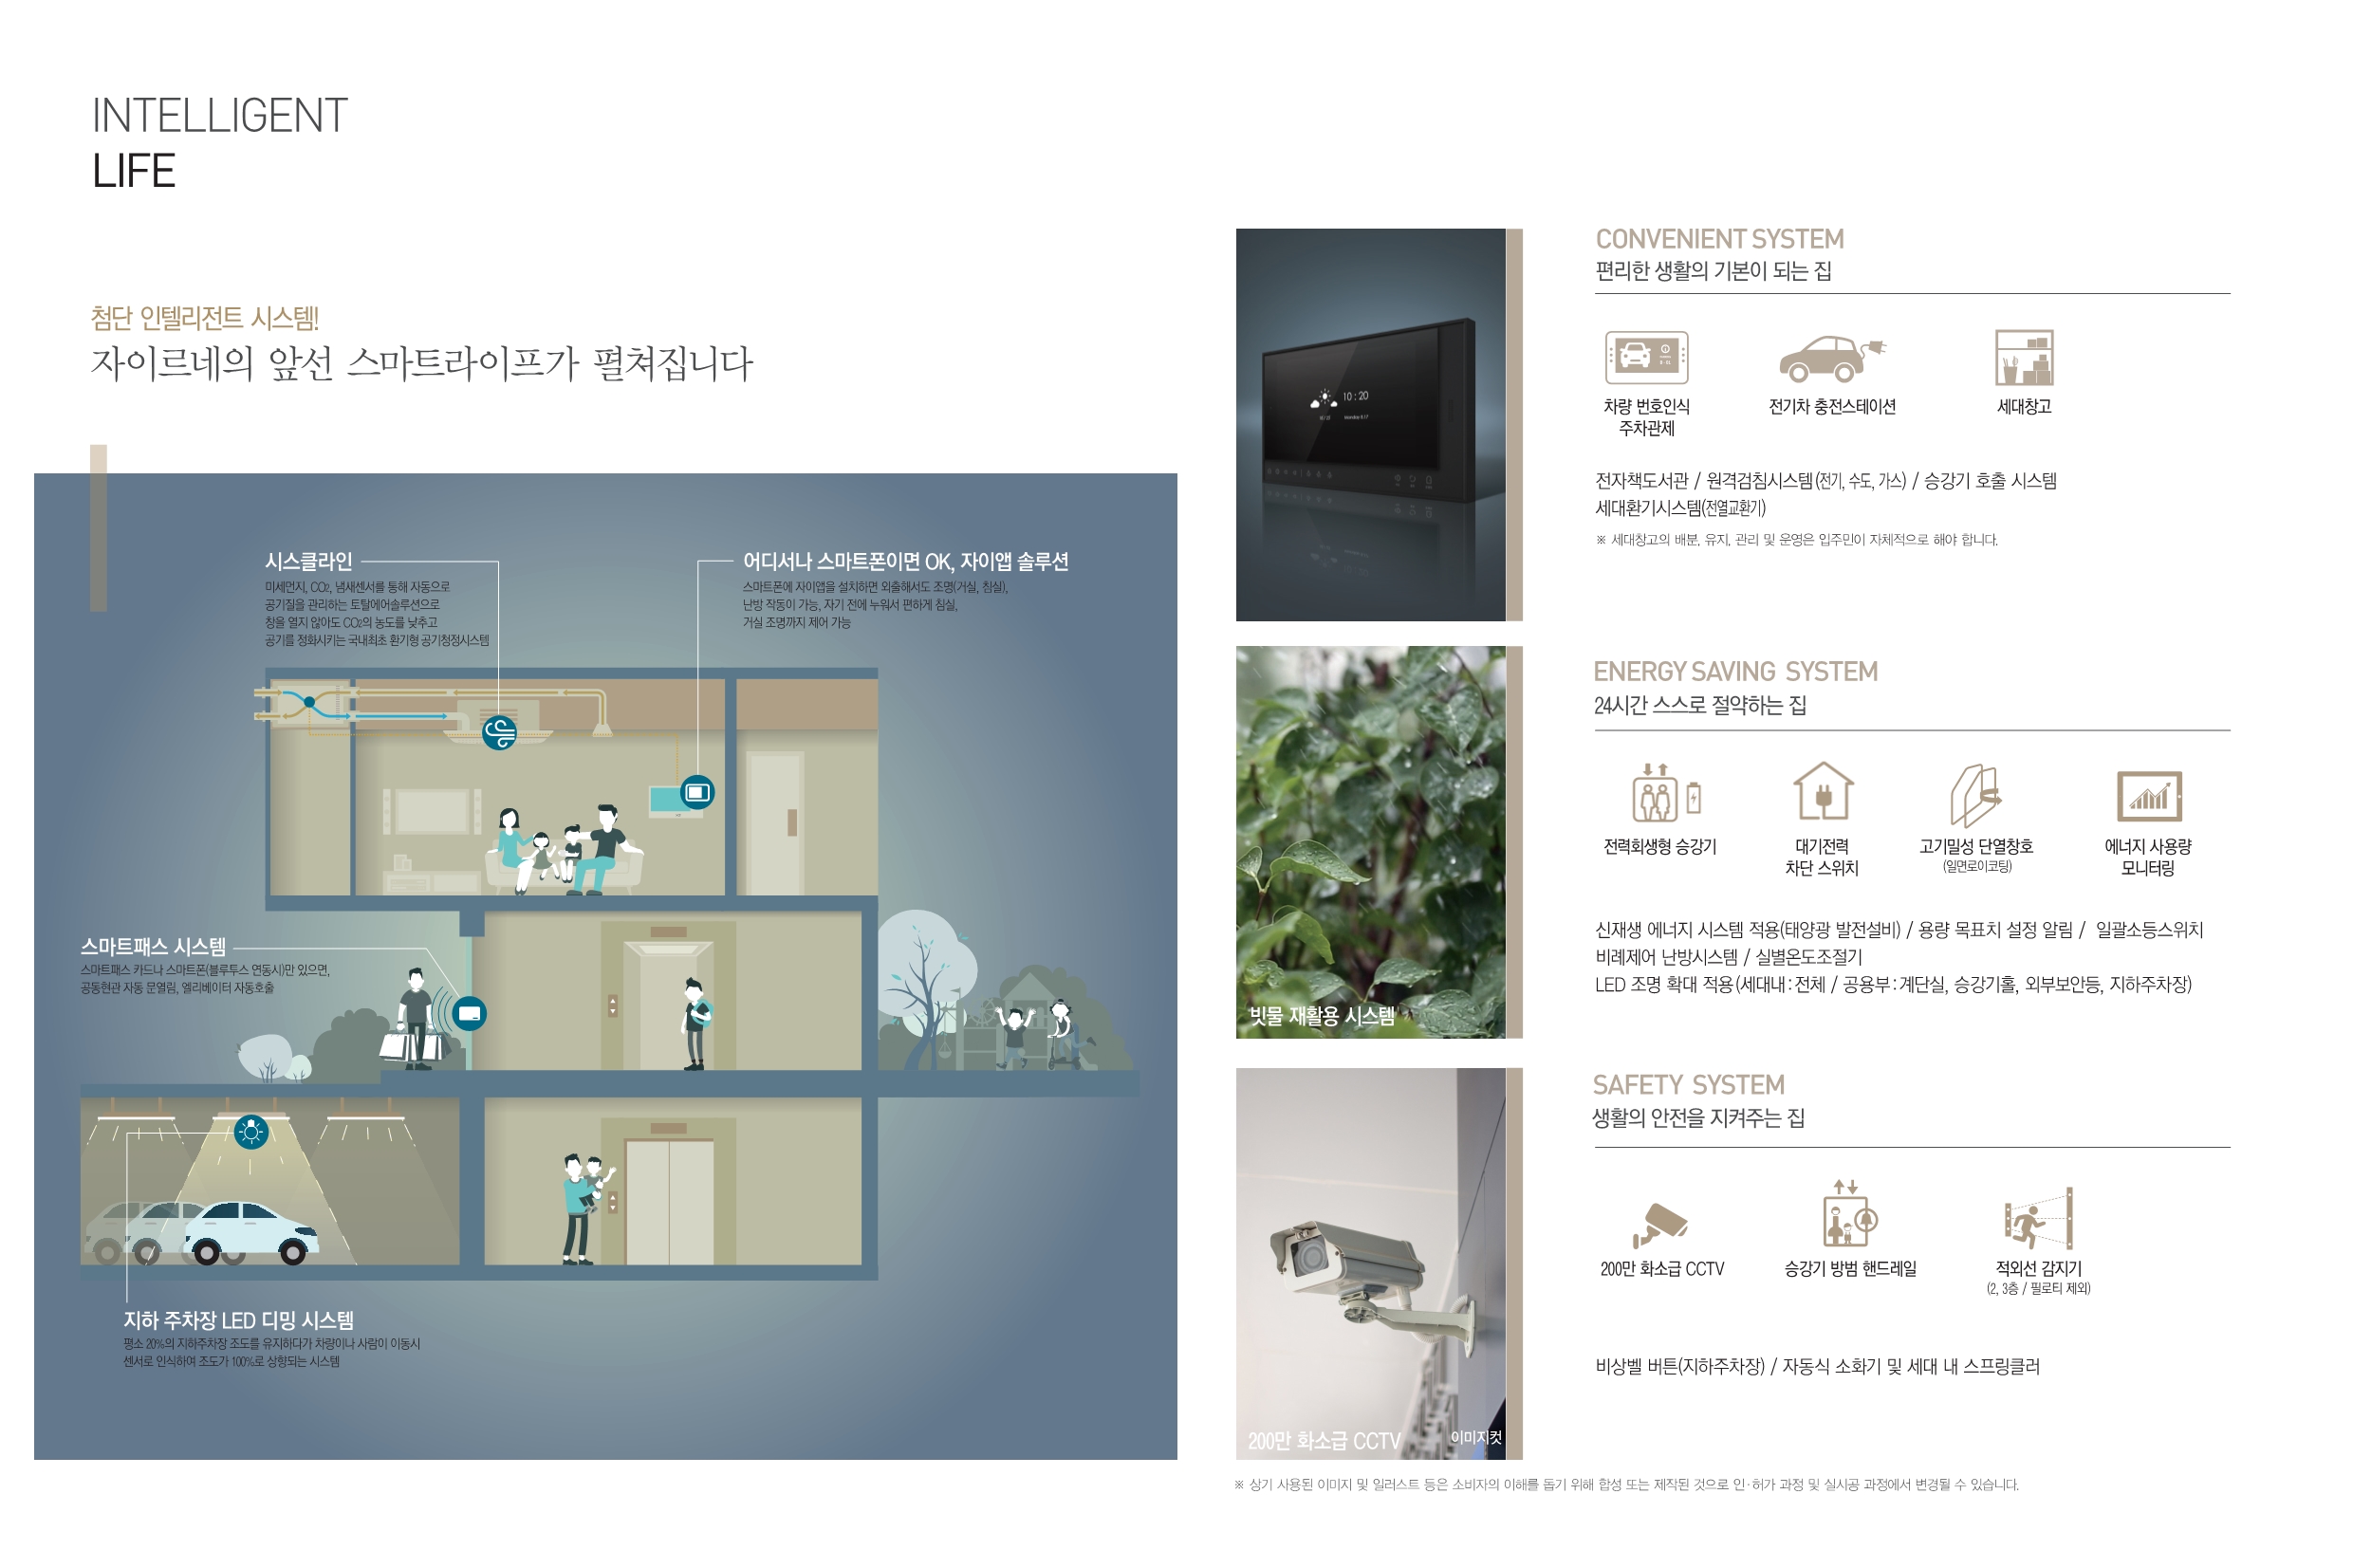 INTELLIGENT
LIFE
첨단 인텔리전트 시스템!
자이르네의 앞선 스마트라이프가 펼쳐집니다
시스클라인
미세먼지, CO2, 냄새센서를 통해 자동으로
공기질을 관리하는 토탈에어솔루션으로
창을 열지 않아도 CO2의 농도를 낮추고
공기를 정화시키는 국내최초 환기형 공기청정시스템
어디서나 스마트폰이면 OK, 자이앱 솔루션
스마트폰에 자이앱을 설치하면 외출해서도 조명(거실, 침실),
난방 작동이 가능, 자기 전에 누워서 편하게 침실,
거실 조명까지 제어 가능
스마트패스 시스템
스마트패스 카드나 스마트폰(블루투스 연동시)만 있으면,
공동현관 자동 문열림, 엘리베이터 자동호출
지하 주차장 LED 디밍 시스템
평소 20%의 지하주차장 조도를 유지하다가 차량이나 사람이 이동시
센서로 인식하여 조도가 100%로 상향되는 시스템
10 : 20
CONVENIENT SYSTEM
편리한 생활의 기본이 되는 집
차량 번호인식
주차관제
전기차 충전스테이션
세대창고
전자책도서관 / 원격검침시스템(전기, 수도, 가스) / 승강기 호출 시스템
세대환기시스템(전열교환기)
※ 세대창고의 배분, 유지, 관리 및 운영은 입주민이 자체적으로 해야 합니다.
빗물 재활용 시스템
ENERGY SAVING SYSTEM
24시간 스스로 절약하는 집
전력회생형 승강기
대기전력
차단 스위치
고기밀성 단열창호
(일면로이코팅)
에너지 사용량
모니터링
신재생 에너지 시스템 적용(태양광 발전설비) / 용량 목표치 설정 알림 / 일괄소등스위치
비례제어 난방시스템 / 실별온도조절기
LED 조명 확대 적용(세대내:전체 / 공용부:계단실, 승강기홀, 외부보안등, 지하주차장)
200만 화소급 CCTV
이미지컷
SAFETY SYSTEM
생활의 안전을 지켜주는 집
200만 화소급 CCTV
승강기 방범 핸드레일
적외선 감지기
(2, 3층 / 필로티 제외)
비상벨 버튼(지하주차장) / 자동식 소화기 및 세대 내 스프링클러
※ 상기 사용된 이미지 및 일러스트 등은 소비자의 이해를 돕기 위해 합성 또는 제작된 것으로 인·허가 과정 및 실시공 과정에서 변경될 수 있습니다.